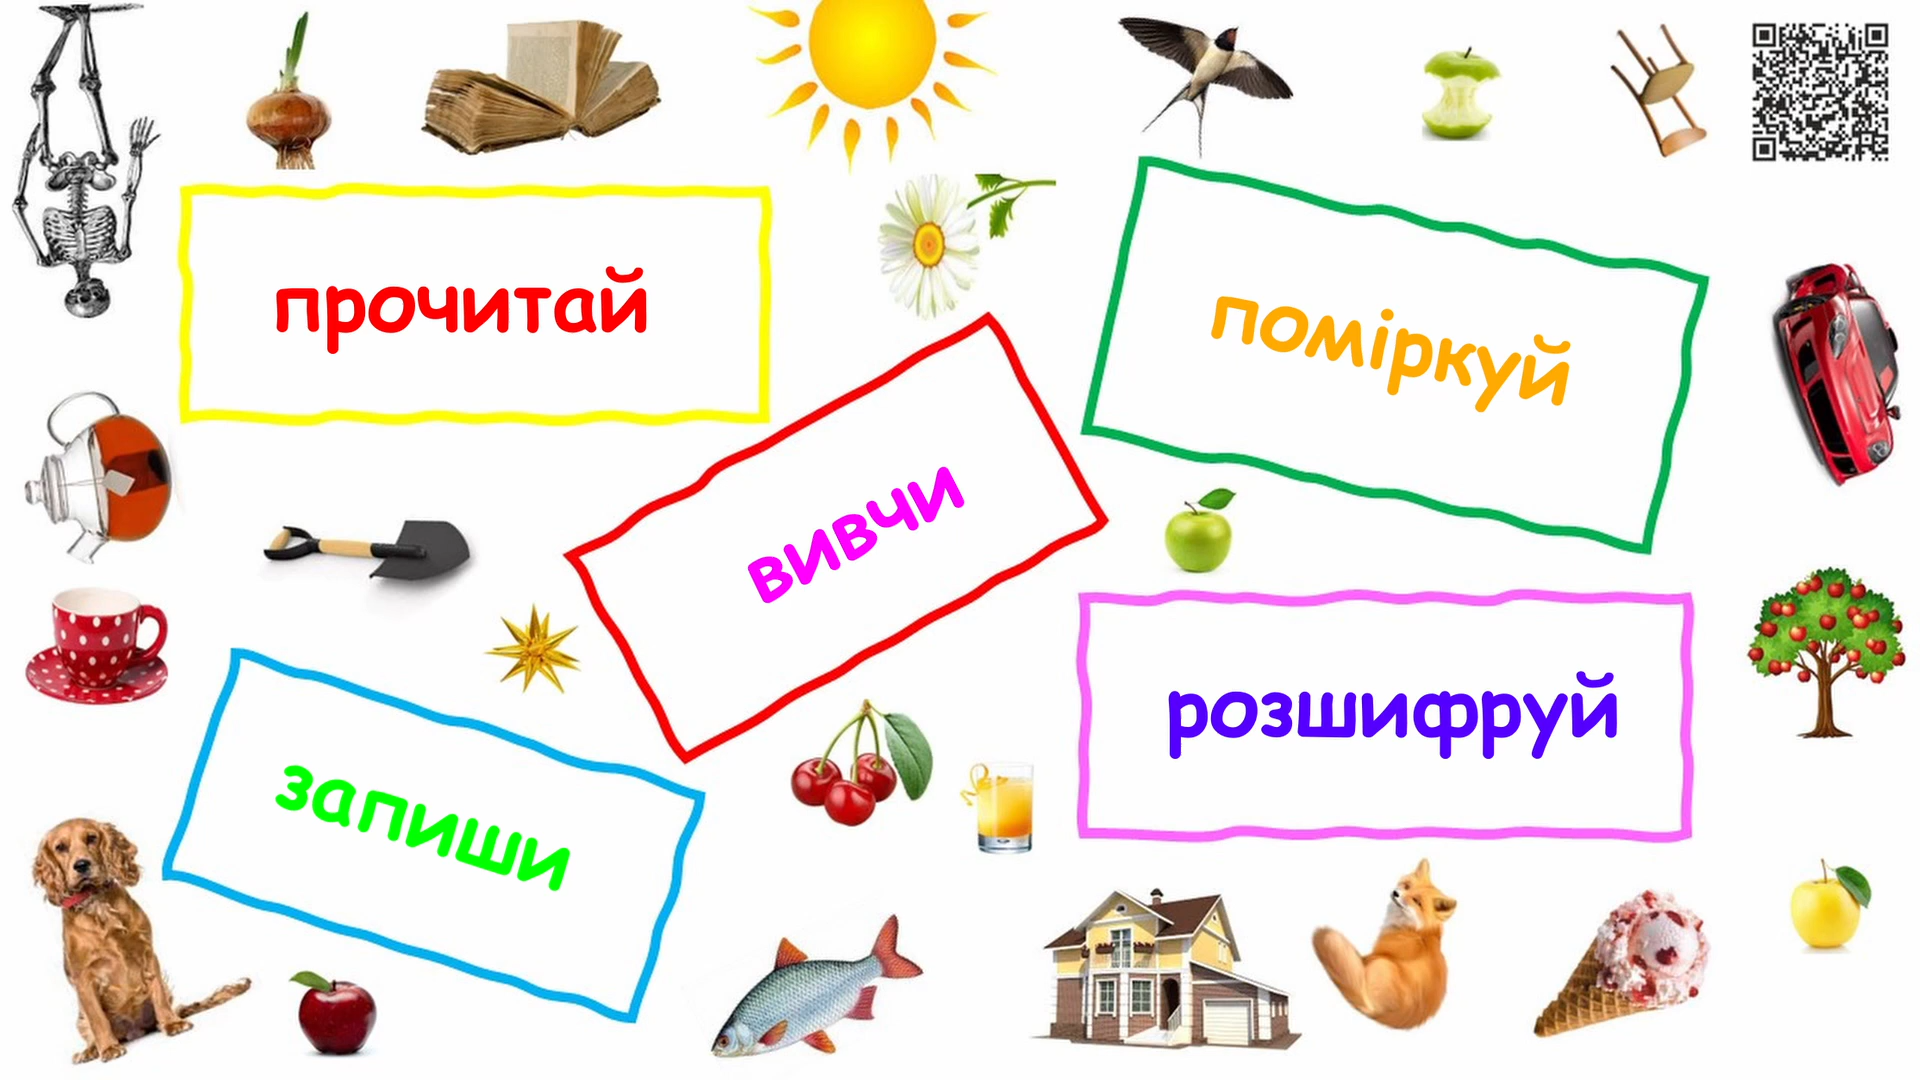 прочитай
поміркуй
вивчи
розшифруй
запиши